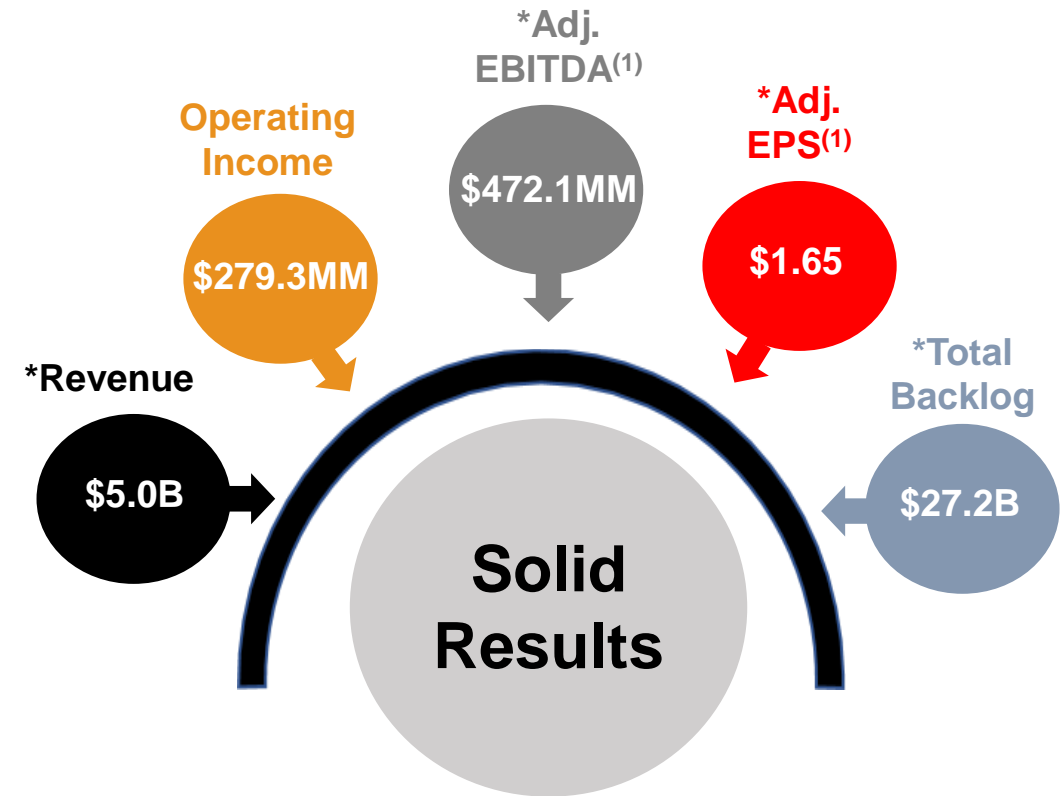 *Revenue
$5.0B
Operating
Income
$279.3MM
*Adj.
EBITDA(1)
$472.1MM
*Adj.
EPS(1)
$1.65
*Total
Backlog
$27.2B
Solid
Results